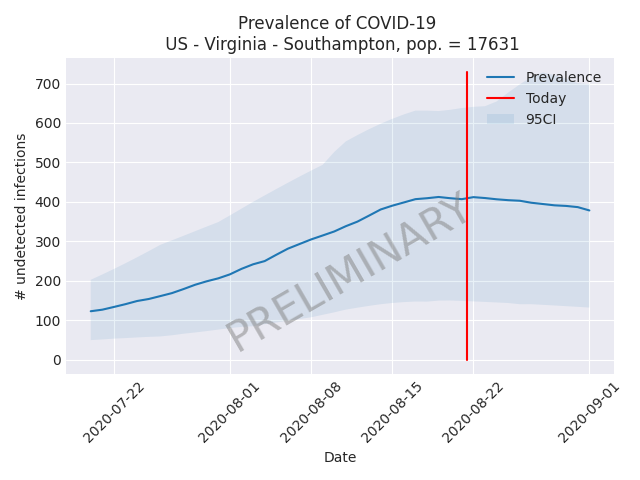 Prevalence of COVID-19
US - Virginia - Southampton, pop. = 17631
700
600
500
400
300
200
100
0
# undetected infections
Prevalence
Today
95CI
PRELIMINARY
2020-07-22
2020-08-01
2020-08-08
2020-08-15
2020-08-22
2020-09-01
Date